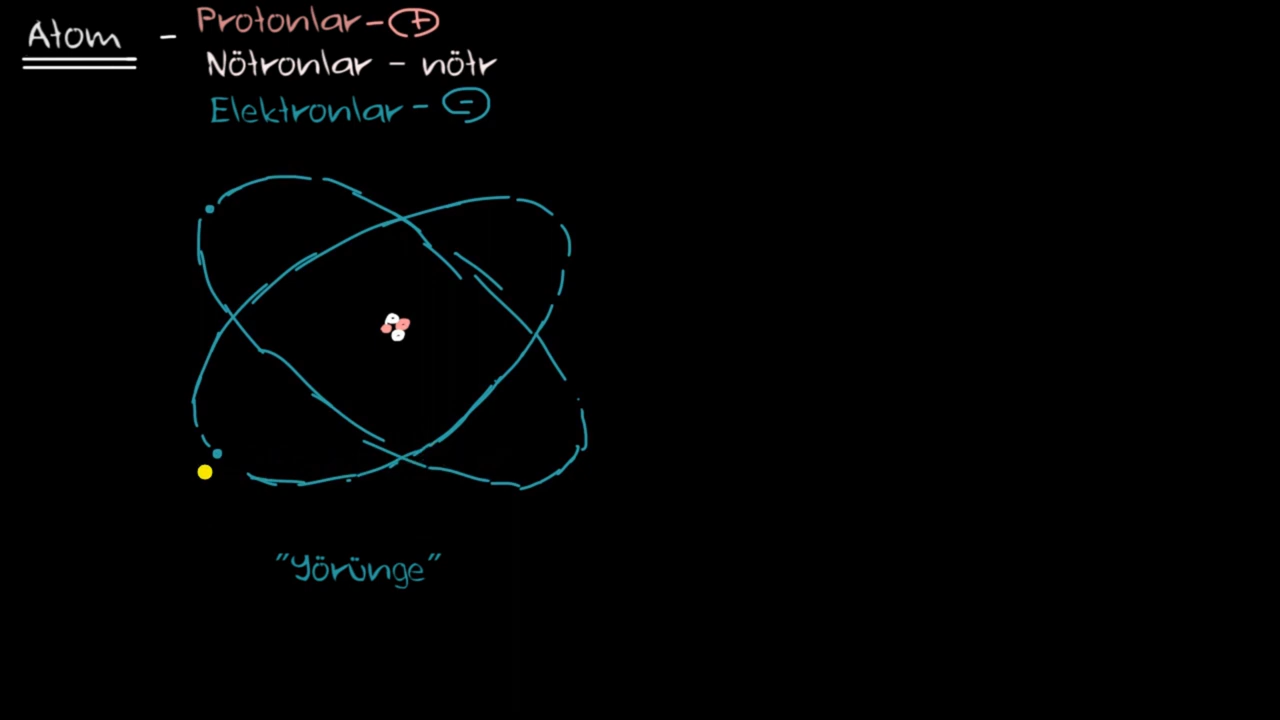 Atom - Protonlar - +
Nötronlar - nötr
Elektronlar - -
"Yörünge"